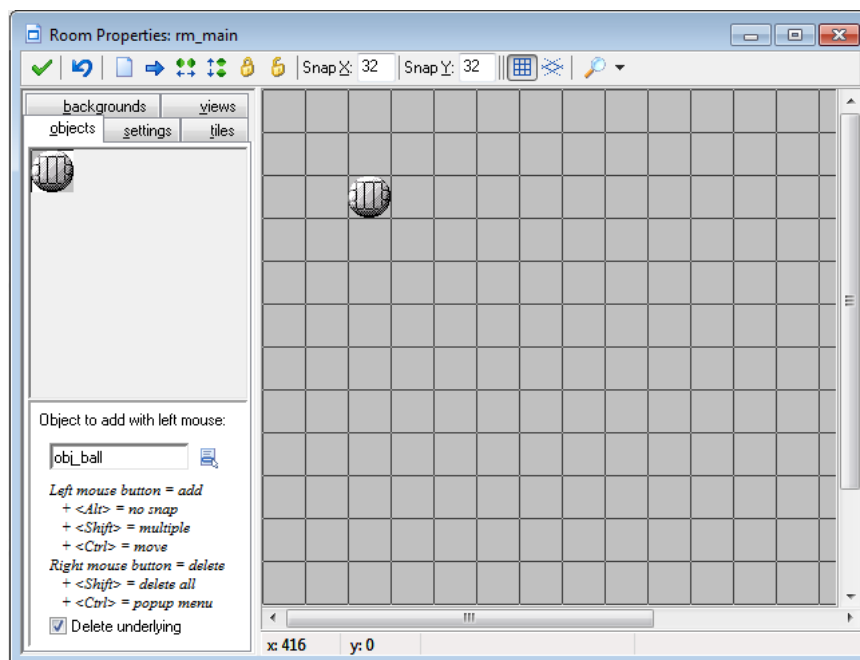 Room Properties: rm_main
Snap X: 32 Snap Y: 32
backgrounds views
objects settings tiles
Object to add with left mouse:
obj_ball
Left mouse button = add
+ <Alt> = no snap
+ <Shift> = multiple
+ <Ctrl> = move
Right mouse button = delete
+ <Shift> = delete all
+ <Ctrl> = popup menu
Delete underlying
x: 416 y: 0